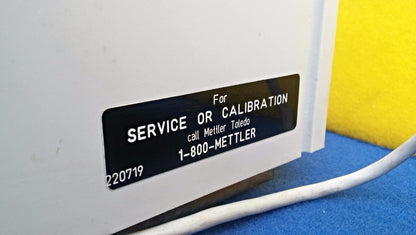 For
SERVICE OR CALIBRATION
call Mettler Toledo
1-800-METTLER
220719